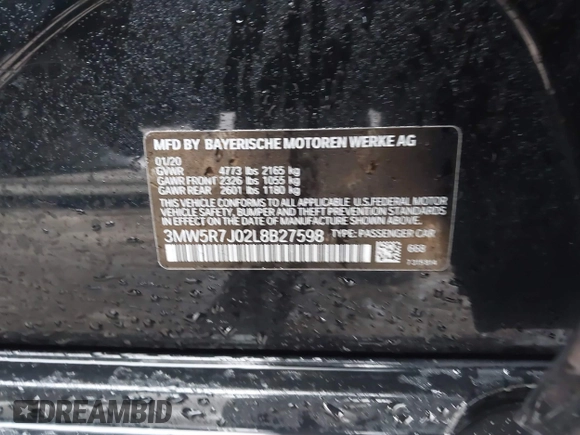 MFD BY BAYERISCHE MOTOREN WERKE AG
01/20
GVWR 4773 lbs 2165 kg
GAWR FRONT 2326 lbs 1055 kg
GAWR REAR 2601 lbs 1180 kg
THIS VEHICLE CONFORMS TO ALL APPLICABLE U.S. FEDERAL MOTOR
VEHICLE SAFETY, BUMPER, AND THEFT PREVENTION STANDARDS
IN EFFECT ON THE DATE OF MANUFACTURE SHOWN ABOVE.
3MW5R7J02L8B27598 TYPE: PASSENGER CAR
668
DREAMBID